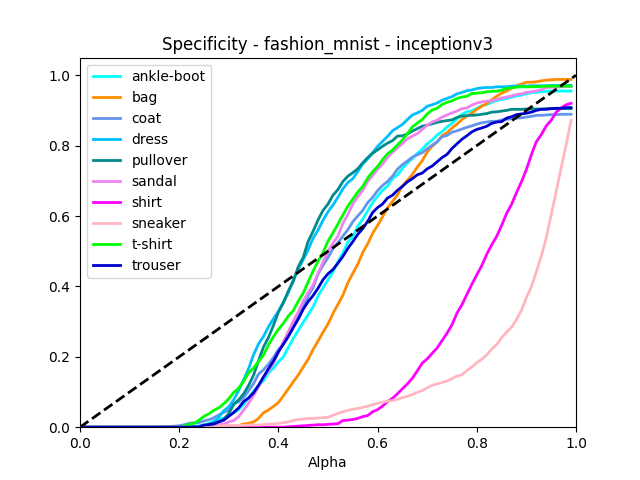 Specificity - fashion_mnist - inceptionv3
1.0
0.8
0.6
0.4
0.2
0.0
ankle-boot
bag
coat
dress
pullover
sandal
shirt
sneaker
t-shirt
trouser
0.0 0.2 0.4 0.6 0.8 1.0
Alpha